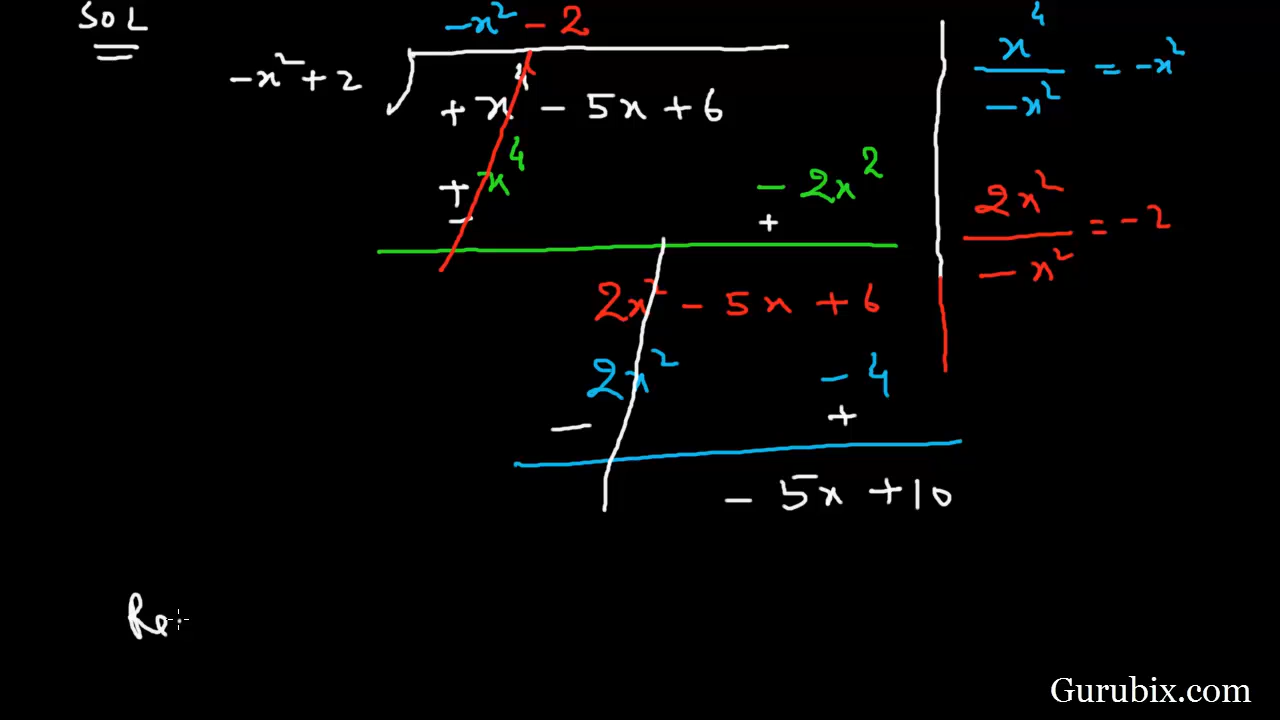 SOL
-x² - 2
-x² + 2
+ x⁴ - 5x + 6
+ x⁴ - 2x²
- +
2x² - 5x + 6
2x² - 4
- +
- 5x + 10
x⁴ / -x² = -x²
2x² / - x² = - 2
Re
Gurubix.com